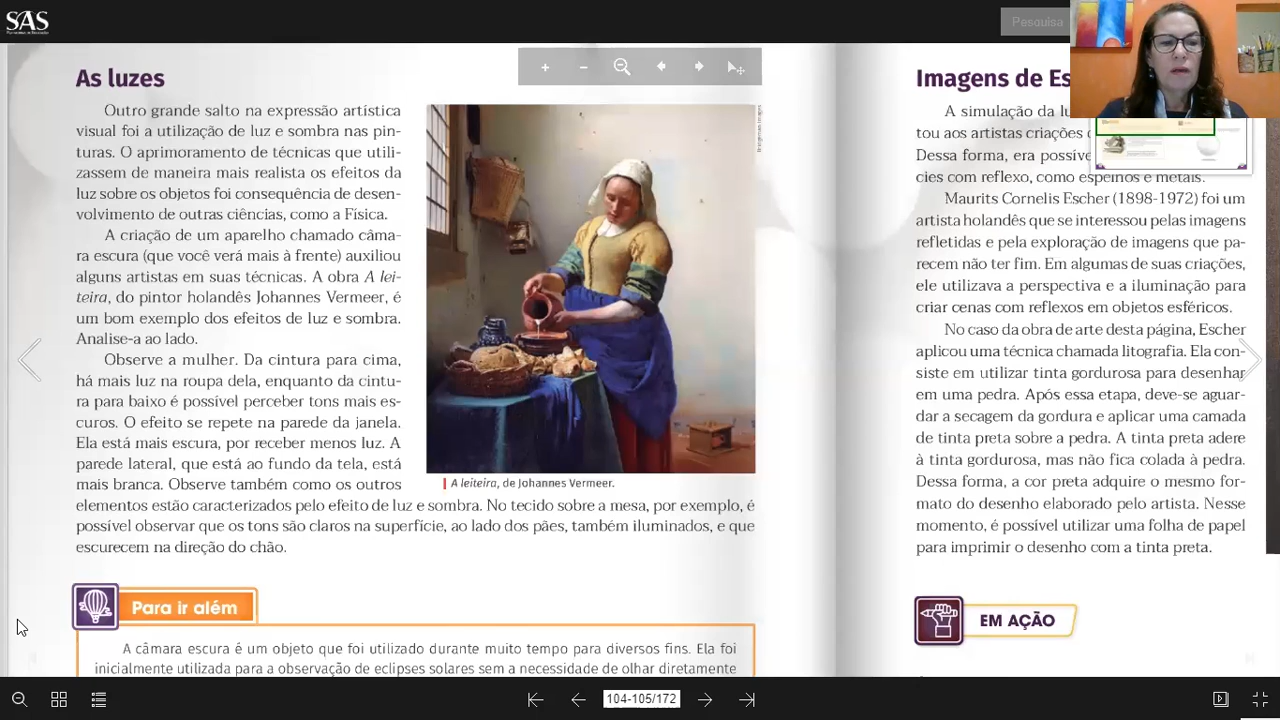 SAS
Pesquisa
As luzes
Outro grande salto na expressão artística
visual foi a utilização de luz e sombra nas pin-
turas. O aprimoramento de técnicas que utili-
zassem de maneira mais realista os efeitos da
luz sobre os objetos foi consequência de desen-
volvimento de outras ciências, como a Física.
A criação de um aparelho chamado câma-
ra escura (que você verá mais à frente) auxiliou
alguns artistas em suas técnicas. A obra A lei-
teira, do pintor holandês Johannes Vermeer, é
um bom exemplo dos efeitos de luz e sombra.
Analise-a ao lado.
Observe a mulher. Da cintura para cima,
há mais luz na roupa dela, enquanto da cintu-
ra para baixo é possível perceber tons mais es-
curos. O efeito se repete na parede da janela.
Ela está mais escura, por receber menos luz. A
parede lateral, que está ao fundo da tela, está
mais branca. Observe também como os outros
elementos estão caracterizados pelo efeito de luz e sombra. No tecido sobre a mesa, por exemplo, é
possível observar que os tons são claros na superfície, ao lado dos pães, também iluminados, e que
escurecem na direção do chão.
A leiteira, de Johannes Vermeer.
Para ir além
A câmara escura é um objeto que foi utilizado durante muito tempo para diversos fins. Ela foi
inicialmente utilizada para a observação de eclipses solares sem a necessidade de olhar diretamente
Imagens de Es
A simulação da lu
tou aos artistas criações
Dessa forma, era possíve
cies com reflexo, como espelhos e metais.
Maurits Cornelis Escher (1898-1972) foi um
artista holandês que se interessou pelas imagens
refletidas e pela exploração de imagens que pa-
recem não ter fim. Em algumas de suas criações,
ele utilizava a perspectiva e a iluminação para
criar cenas com reflexos em objetos esféricos.
No caso da obra de arte desta página, Escher
aplicou uma técnica chamada litografia. Ela con-
siste em utilizar tinta gordurosa para desenhar
em uma pedra. Após essa etapa, deve-se aguar-
dar a secagem da gordura e aplicar uma camada
de tinta preta sobre a pedra. A tinta preta adere
à tinta gordurosa, mas não fica colada à pedra.
Dessa forma, a cor preta adquire o mesmo for-
mato do desenho elaborado pelo artista. Nesse
momento, é possível utilizar uma folha de papel
para imprimir o desenho com a tinta preta.
EM AÇÃO
104-105/172